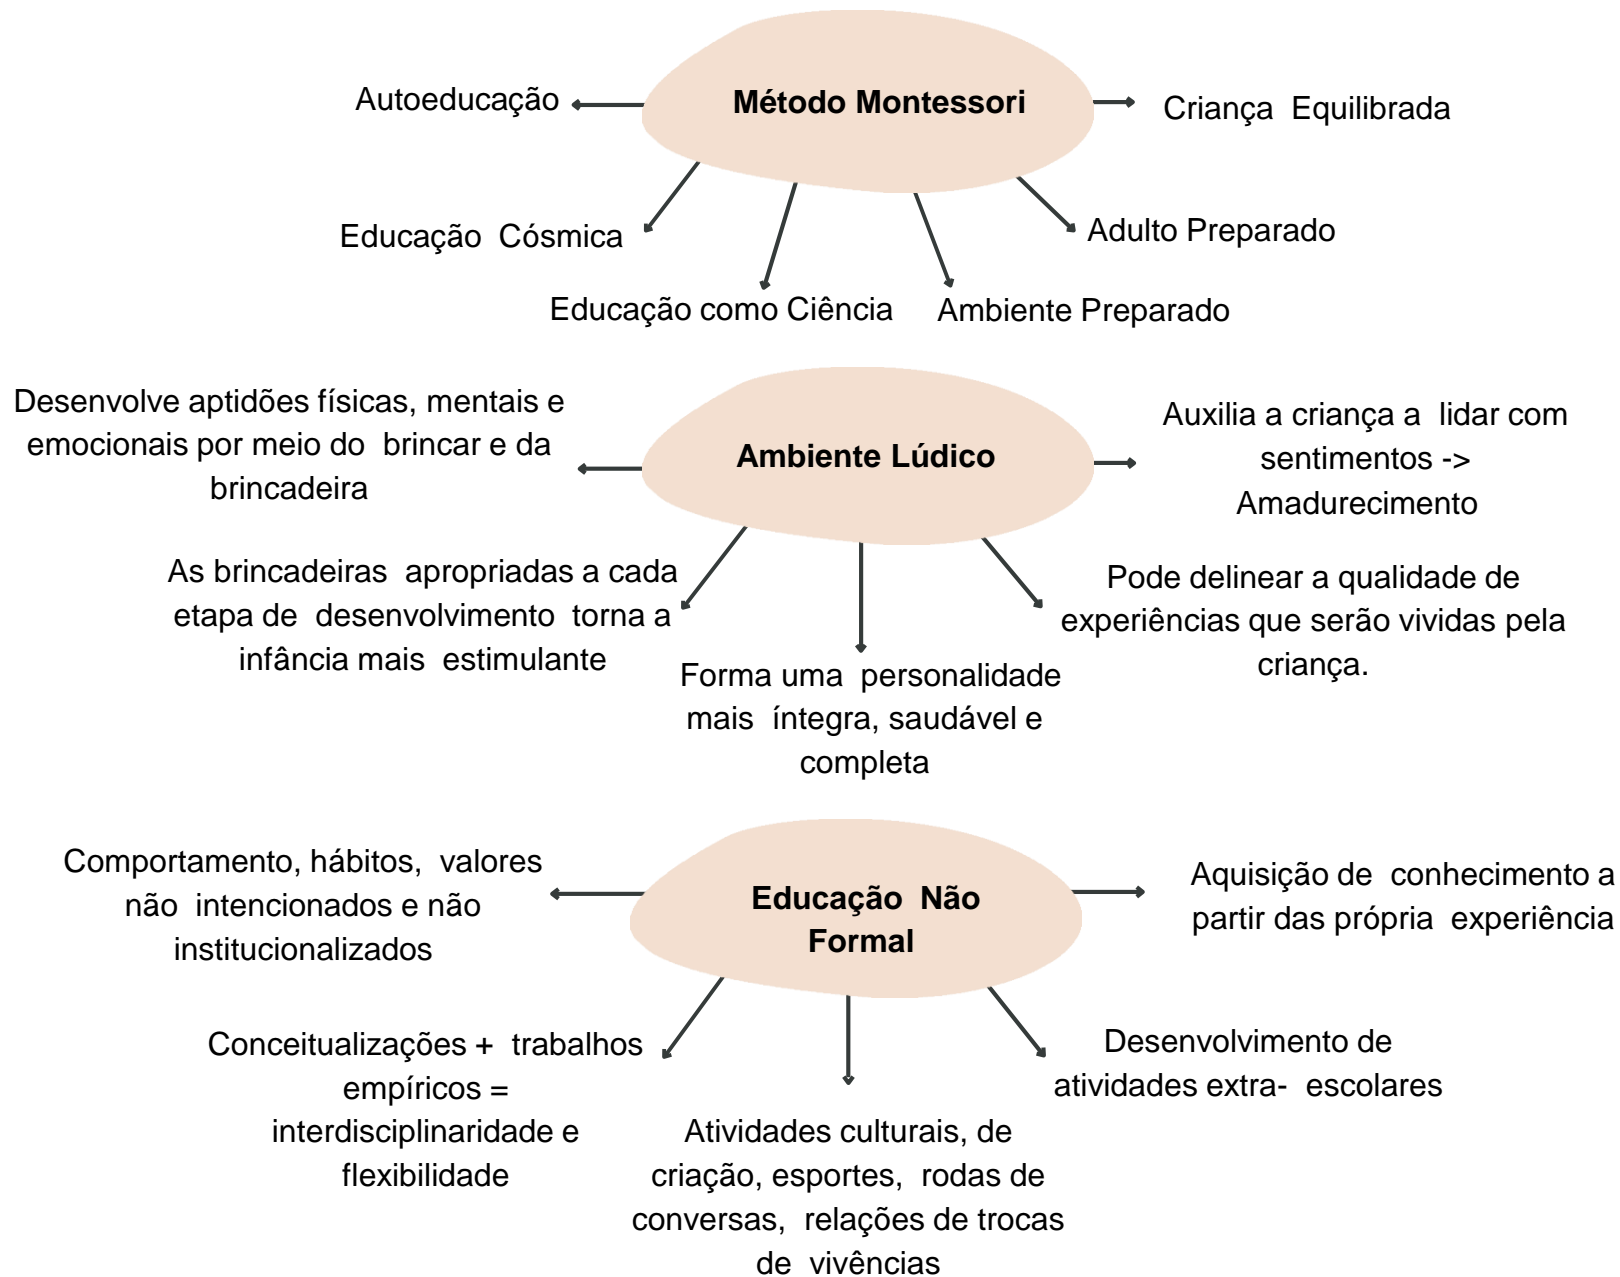 Método Montessori
Autoeducação
Criança Equilibrada
Educação Cósmica
Adulto Preparado
Educação como Ciência
Ambiente Preparado
Ambiente Lúdico
Desenvolve aptidões físicas, mentais e
emocionais por meio do brincar e da
brincadeira
Auxilia a criança a lidar com
sentimentos ->
Amadurecimento
As brincadeiras apropriadas a cada
etapa de desenvolvimento torna a
infância mais estimulante
Pode delinear a qualidade de
experiências que serão vividas pela
criança.
Forma uma personalidade
mais íntegra, saudável e
completa
Educação Não
Formal
Comportamento, hábitos, valores
não intencionados e não
institucionalizados
Aquisição de conhecimento a
partir das própria experiência
Conceitualizações + trabalhos
empíricos =
interdisciplinaridade e
flexibilidade
Desenvolvimento de
atividades extra- escolares
Atividades culturais, de
criação, esportes, rodas de
conversas, relações de trocas
de vivências